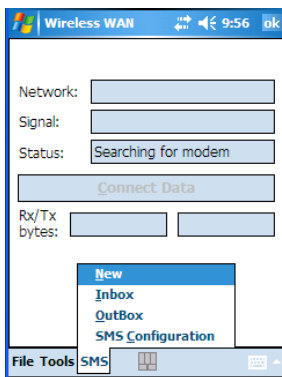 Wireless WAN 9:56 ok
Network:
Signal:
Status: Searching for modem
Connect Data
Rx/Tx
bytes:
New
Inbox
OutBox
SMS Configuration
File Tools SMS